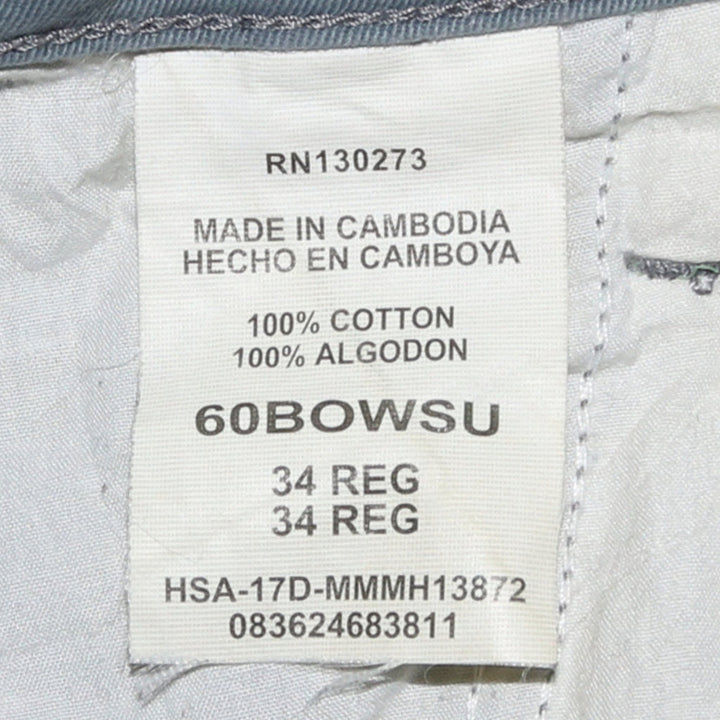 RN130273
MADE IN CAMBODIA
HECHO EN CAMBOYA
100% COTTON
100% ALGODON
60BOWSU
34 REG
34 REG
HSA-17D-MMMH13872
083624683811